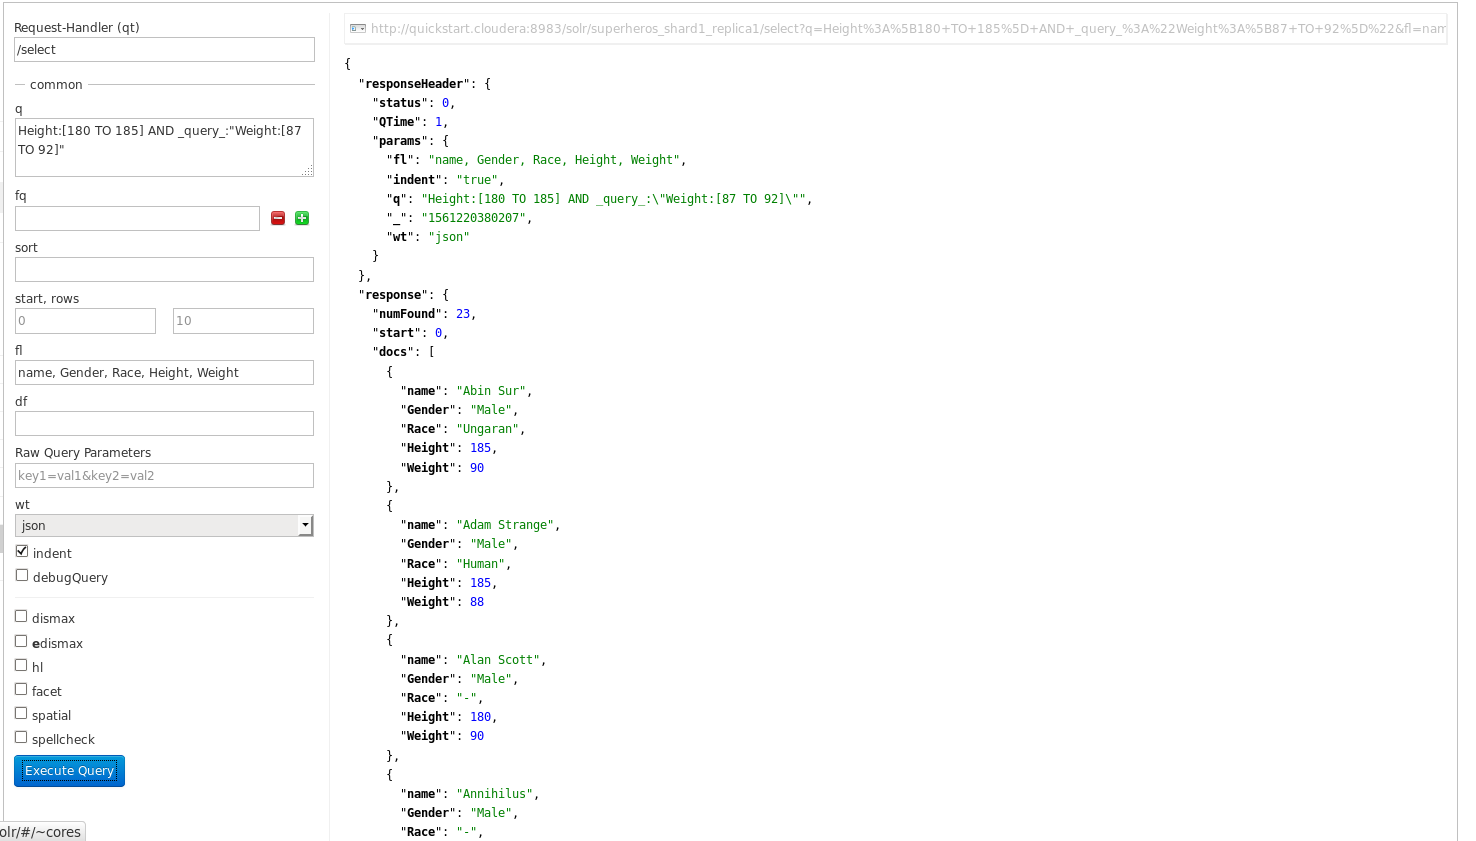 Request-Handler (qt)
/select
common
q
Height:[180 TO 185] AND _query_:"Weight:[87
TO 92]"
fq
sort
start, rows
0
10
fl
name, Gender, Race, Height, Weight
df
Raw Query Parameters
key1=val1&key2=val2
wt
json
indent
debugQuery
dismax
edismax
hl
facet
spatial
spellcheck
Execute Query
olr/#/~cores
http://quickstart.cloudera:8983/solr/superheros_shard1_replica1/select?q=Height%3A%5B180+TO+185%5D+AND+_query_%3A%22Weight%3A%5B87+TO+92%5D%22&fl=nam
{
"responseHeader": {
"status": 0,
"QTime": 1,
"params": {
"fl": "name, Gender, Race, Height, Weight",
"indent": "true",
"q": "Height:[180 TO 185] AND _query_:\"Weight:[87 TO 92]\"",
"_": "1561220380207",
"wt": "json"
}
},
"response": {
"numFound": 23,
"start": 0,
"docs": [
{
"name": "Abin Sur",
"Gender": "Male",
"Race": "Ungaran",
"Height": 185,
"Weight": 90
},
{
"name": "Adam Strange",
"Gender": "Male",
"Race": "Human",
"Height": 185,
"Weight": 88
},
{
"name": "Alan Scott",
"Gender": "Male",
"Race": "-",
"Height": 180,
"Weight": 90
},
{
"name": "Annihilus",
"Gender": "Male",
"Race": "-",